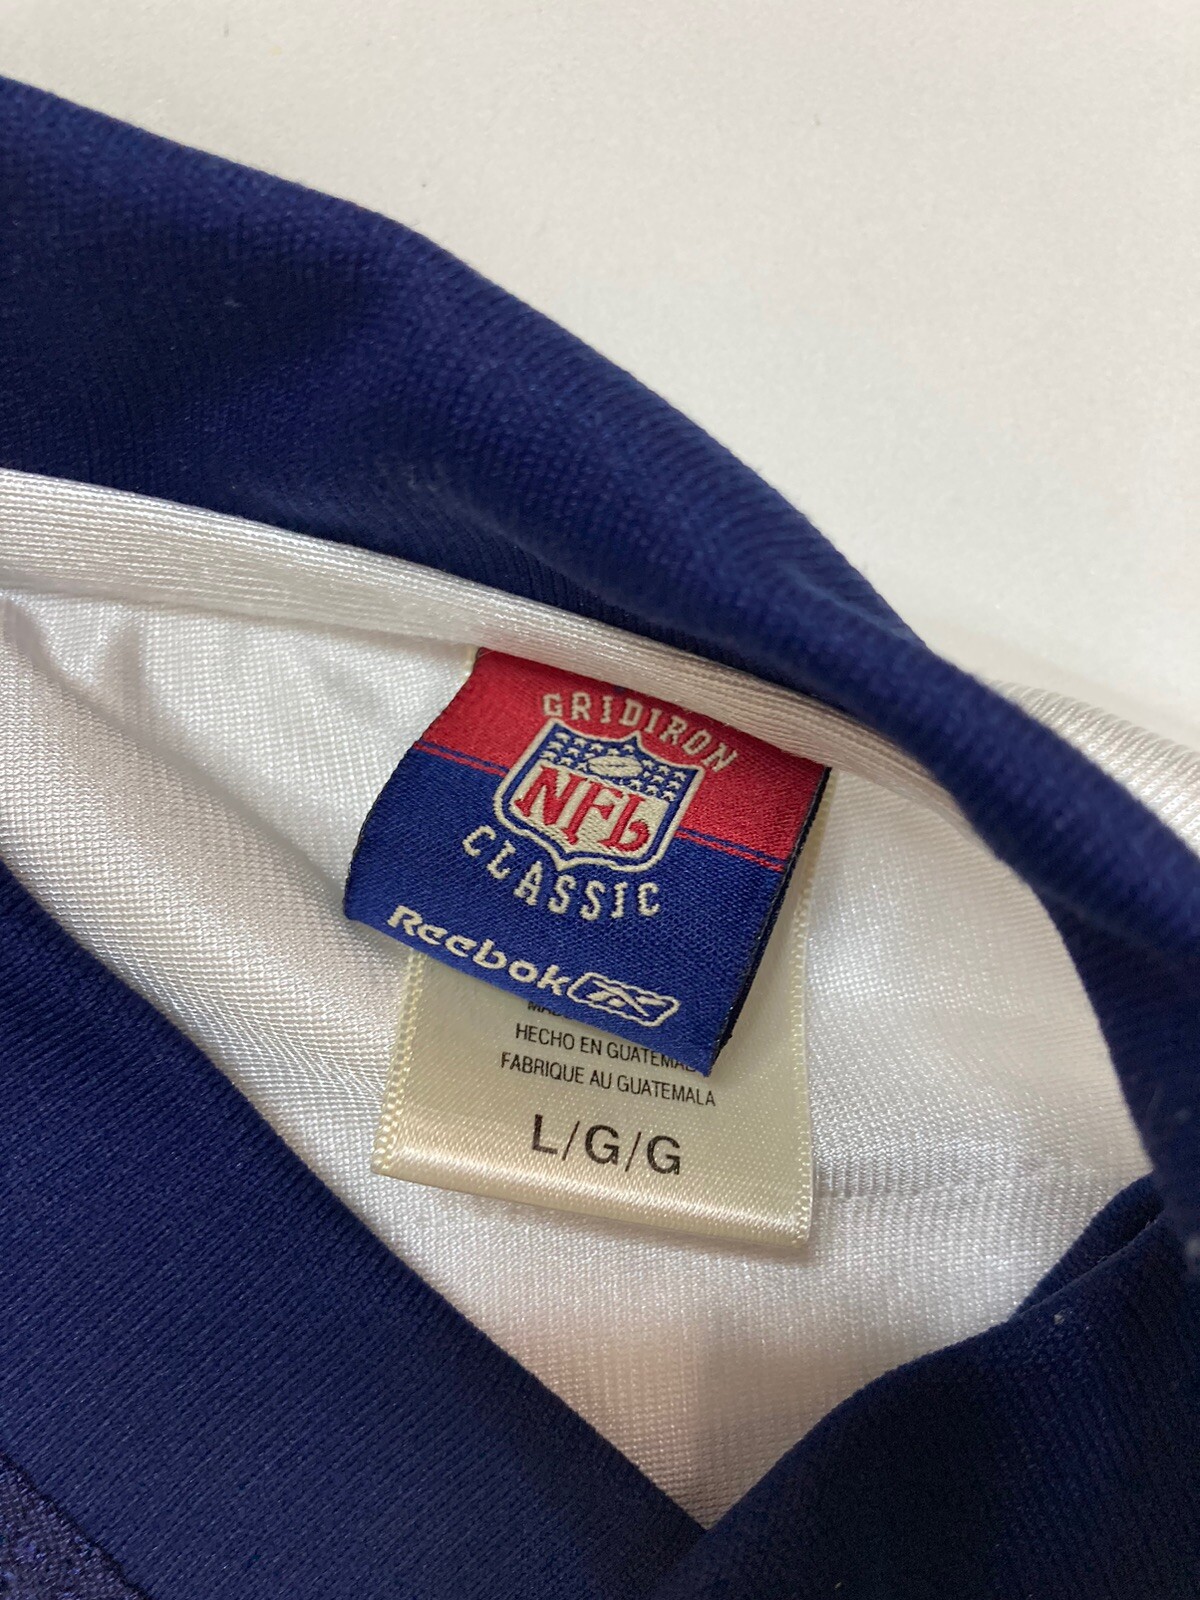 GRIDIRON
NFL
CLASSIC
Reebok
HECHO EN GUATEMALA
FABRIQUE AU GUATEMALA
L/G/G